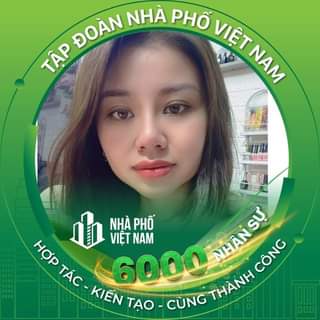 TẬP ĐOÀN NHÀ PHỐ VIỆT NAM
NHÀ PHỐ
VIỆT NAM
6000 NHÂN SỰ
HỢP TÁC - KIẾN TẠO - CÙNG THÀNH CÔNG